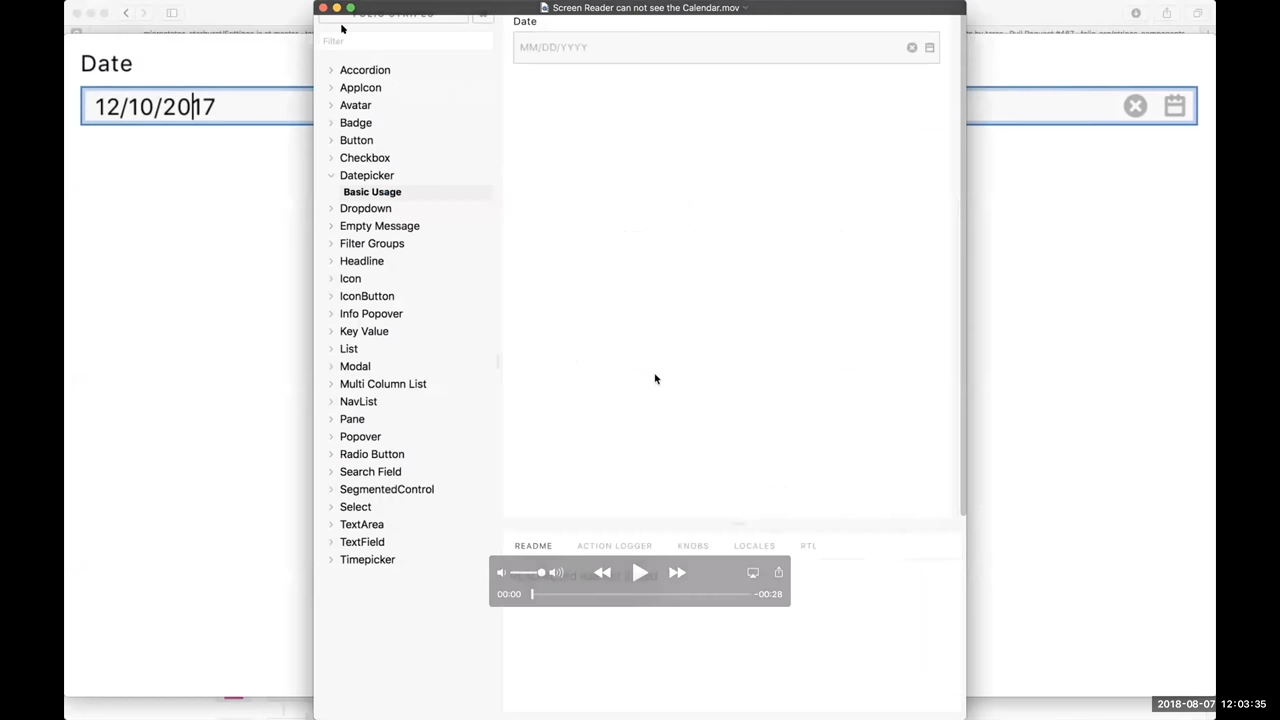 Screen Reader can not see the Calendar.mov
Date
12/10/2017
Filter
Accordion
AppIcon
Avatar
Badge
Button
Checkbox
Datepicker
Basic Usage
Dropdown
Empty Message
Filter Groups
Headline
Icon
IconButton
Info Popover
Key Value
List
Modal
Multi Column List
NavList
Pane
Popover
Radio Button
Search Field
SegmentedControl
Select
TextArea
TextField
Timepicker
Date
MM/DD/YYYY
README ACTION LOGGER KNOBS LOCALES RTL
00:00 -00:28
2018-08-07 12:03:35